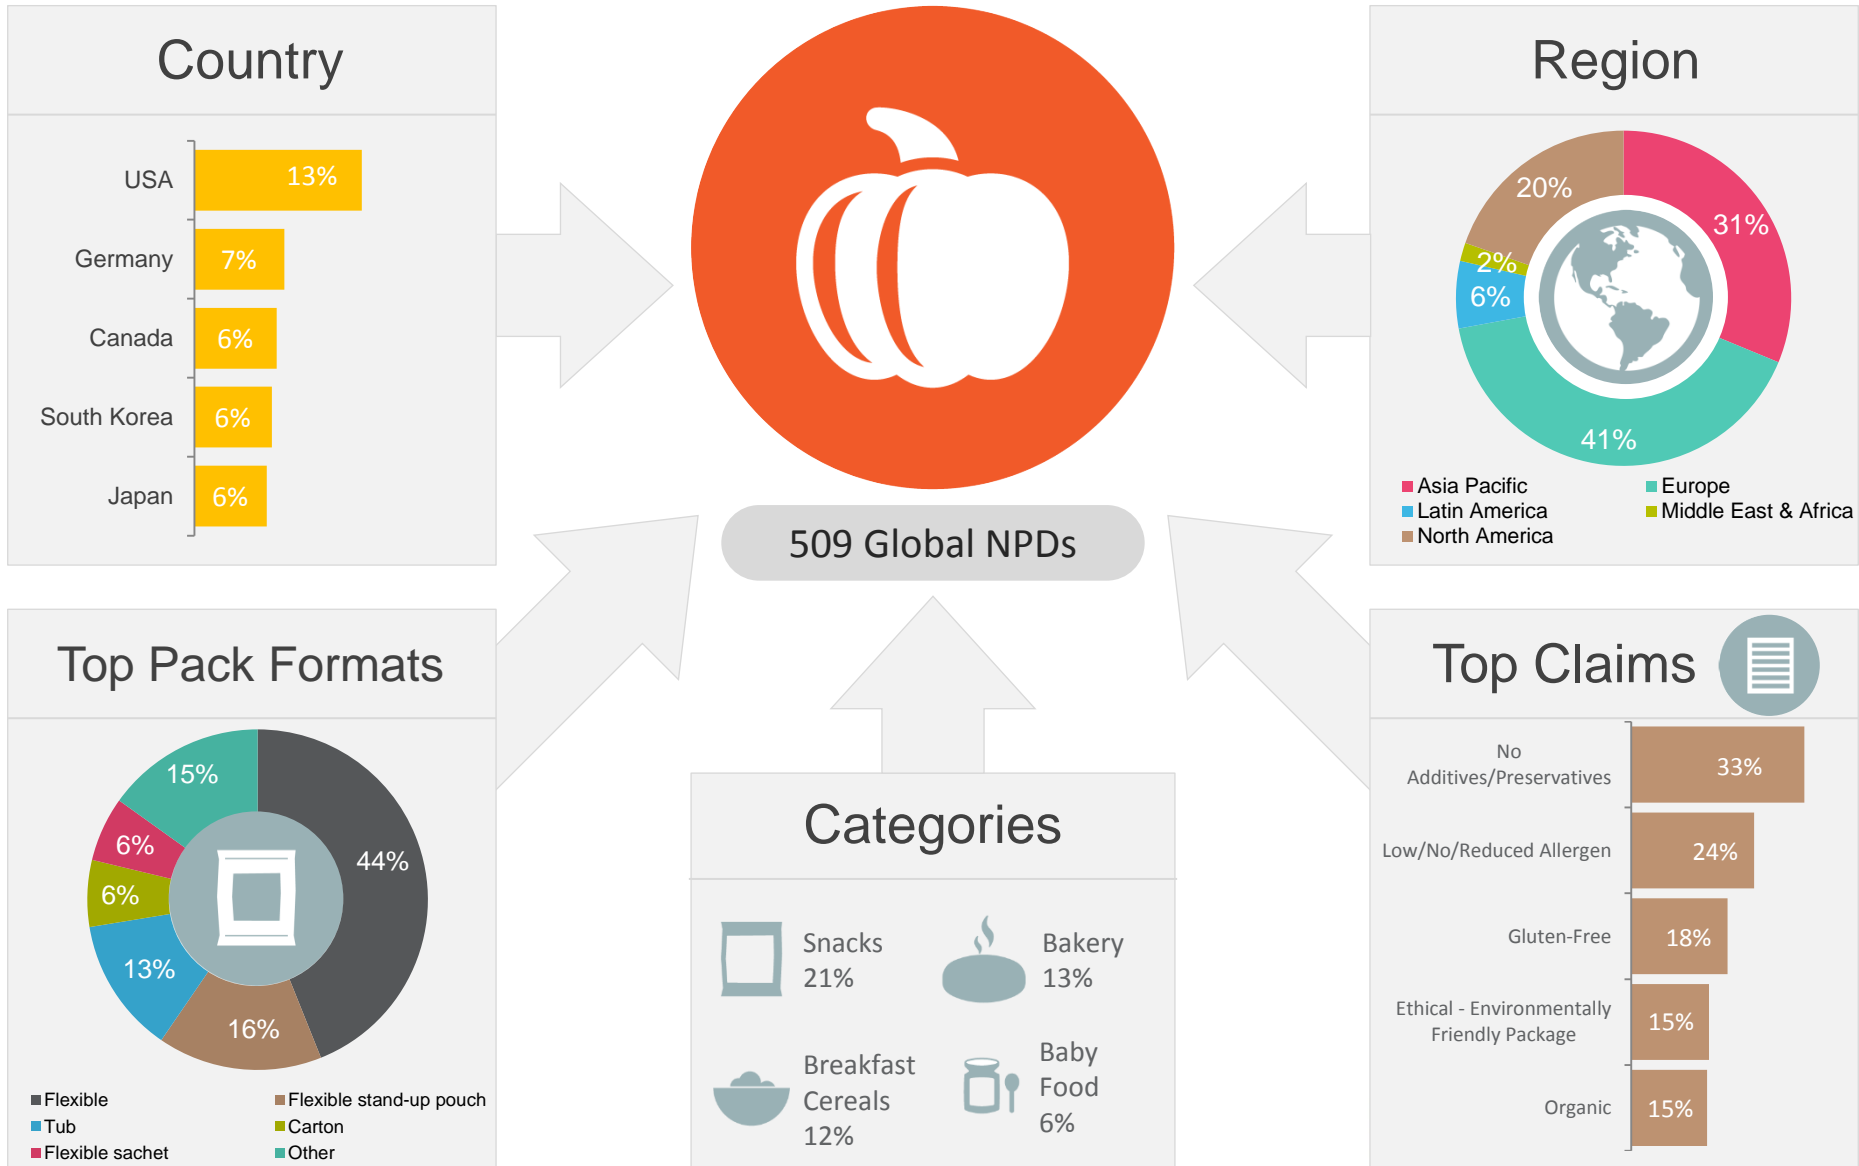 Country
USA
13%
Germany
7%
Canada
6%
South Korea
6%
Japan
6%
509 Global NPDs
Region
20%
31%
2%
6%
41%
Asia Pacific
Europe
Latin America
Middle East & Africa
North America
Top Pack Formats
15%
44%
6%
6%
13%
16%
Flexible
Flexible stand-up pouch
Tub
Carton
Flexible sachet
Other
Categories
Snacks
21%
Bakery
13%
Breakfast
Cereals
12%
Baby
Food
6%
Top Claims
No
Additives/Preservatives
33%
Low/No/Reduced Allergen
24%
Gluten-Free
18%
Ethical - Environmentally
Friendly Package
15%
Organic
15%